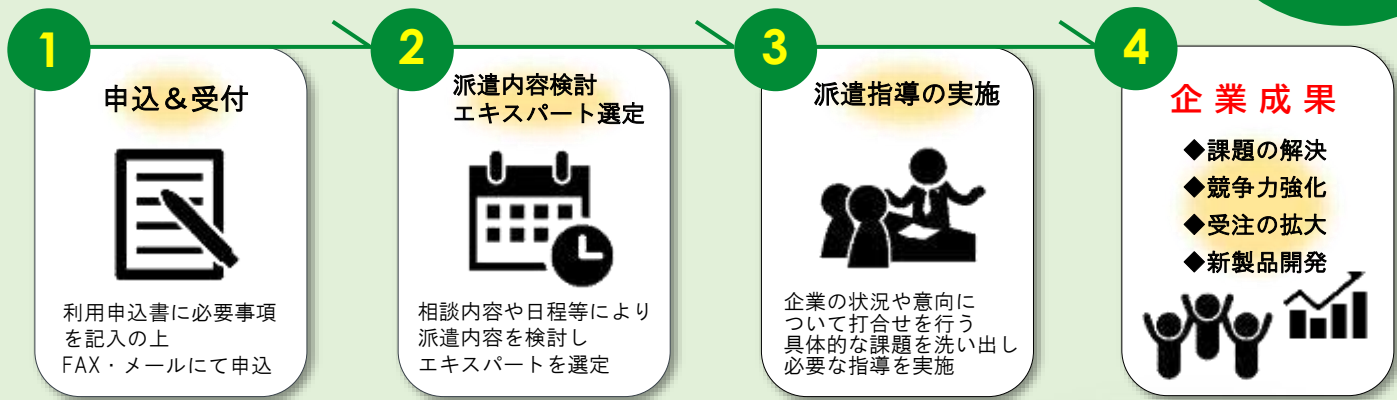 1
申込＆受付
利用申込書に必要事項
を記入の上
FAX・メールにて申込
2
派遣内容検討
エキスパート選定
相談内容や日程等により
派遣内容を検討し
エキスパートを選定
3
派遣指導の実施
企業の状況や意向に
ついて打合せを行う
具体的な課題を洗い出し
必要な指導を実施
4
企業成果
◆課題の解決
◆競争力強化
◆受注の拡大
◆新製品開発